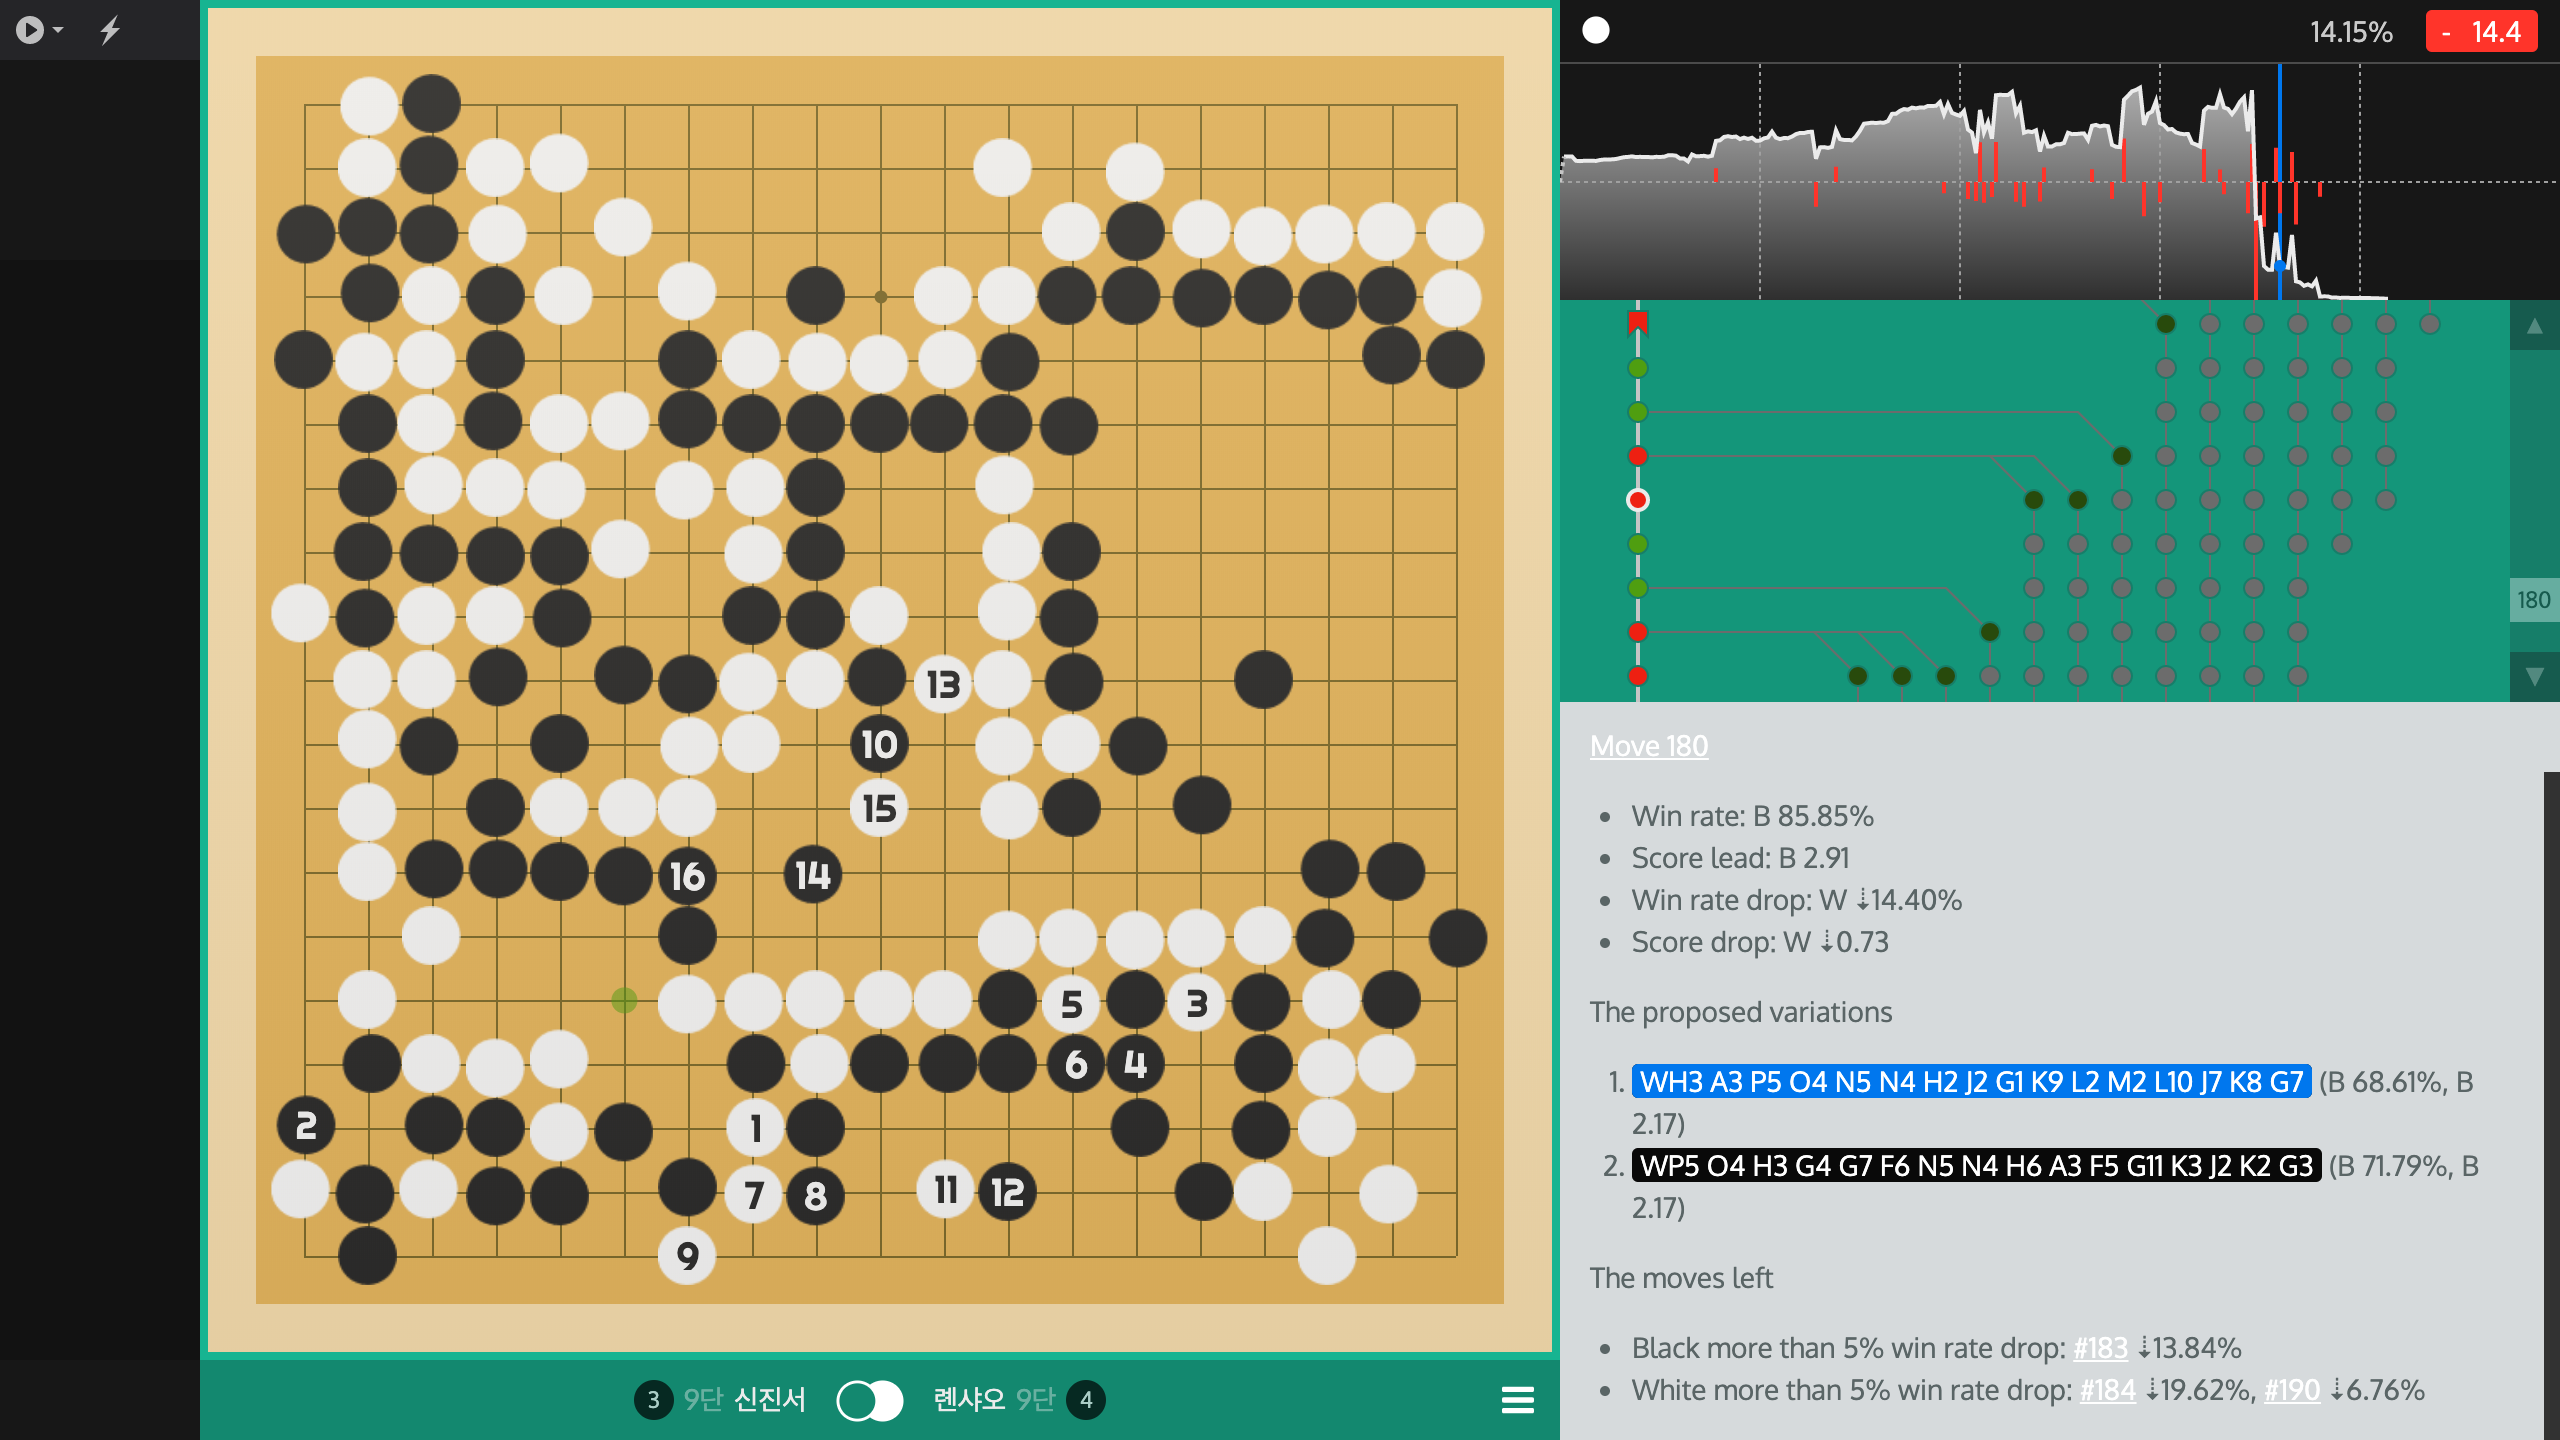 14.15%
- 14.4
13
10
15
16
14
5
3
6
4
2
1
7
8
11
12
9
180
Move 180
Win rate: B 85.85%
Score lead: B 2.91
Win rate drop: W ⇣14.40%
Score drop: W ⇣0.73
The proposed variations
1. WH3 A3 P5 O4 N5 N4 H2 J2 G1 K9 L2 M2 L10 J7 K8 G7 (B 68.61%, B
2.17)
2. WP5 O4 H3 G4 G7 F6 N5 N4 H6 A3 F5 G11 K3 J2 K2 G3 (B 71.79%, B
2.17)
The moves left
Black more than 5% win rate drop: #183 ⇣13.84%
White more than 5% win rate drop: #184 ⇣19.62%, #190 ⇣6.76%
3 9단 신진서 롄샤오 9단 4